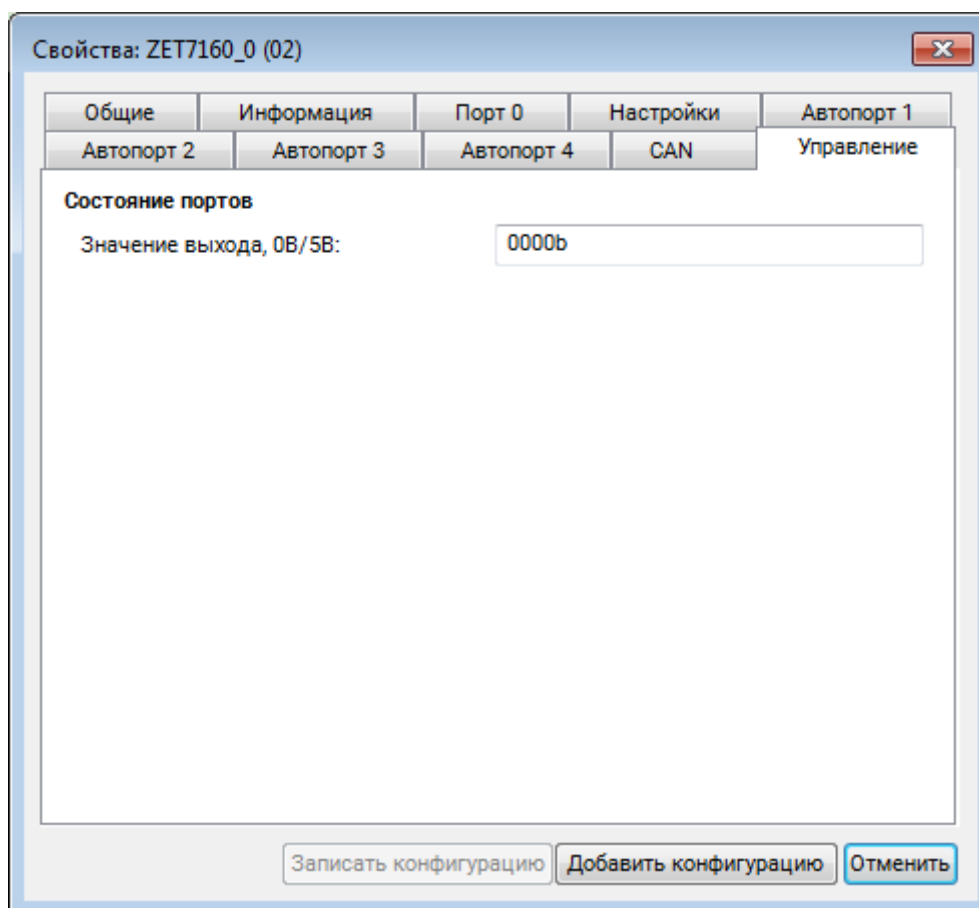 Свойства: ZET7160_0 (02)
Общие Информация Порт 0 Настройки Автопорт 1
Автопорт 2 Автопорт 3 Автопорт 4 CAN Управление
Состояние портов
Значение выхода, 0В/5В: 0000b
Записать конфигурацию Добавить конфигурацию Отменить